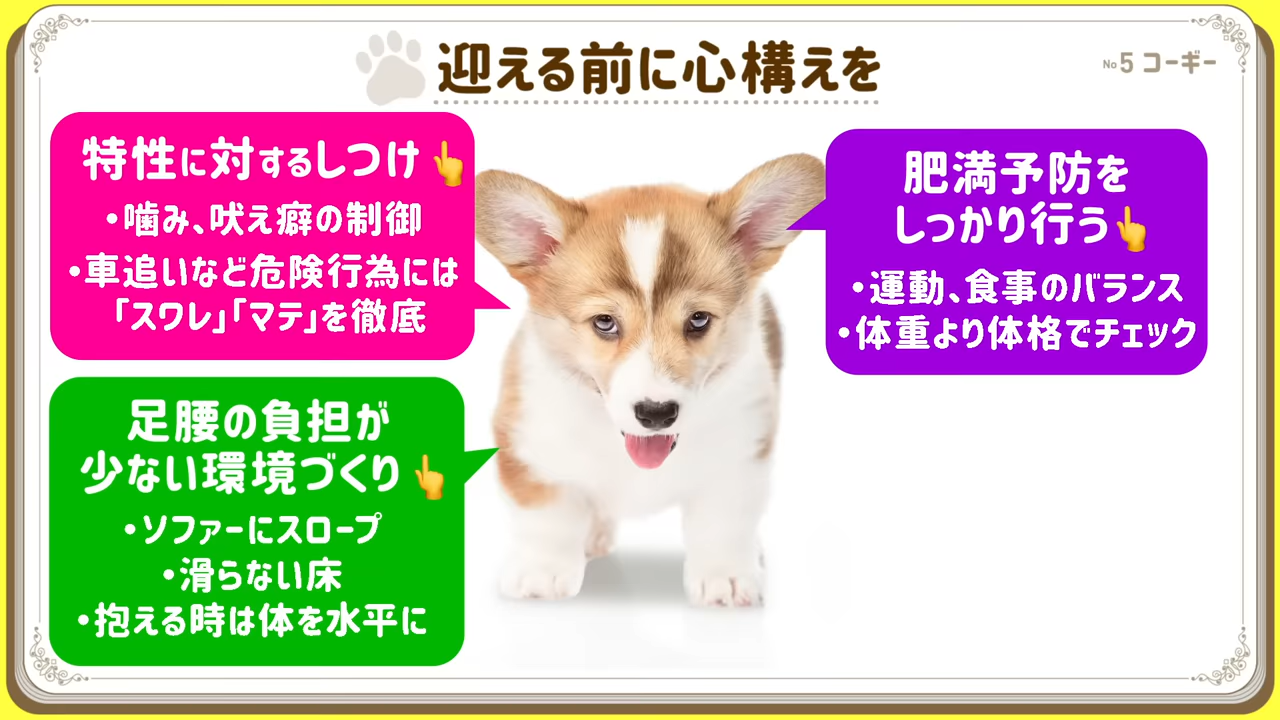 迎える前に心構えを
No5 コーギー
特性に対するしつけ
・噛み、吠え癖の制御
・車追いなど危険行為には
「スワレ」「マテ」を徹底
足腰の負担が
少ない環境づくり
・ソファーにスロープ
・滑らない床
・抱える時は体を水平に
肥満予防を
しっかり行う
・運動、食事のバランス
・体重より体格でチェック